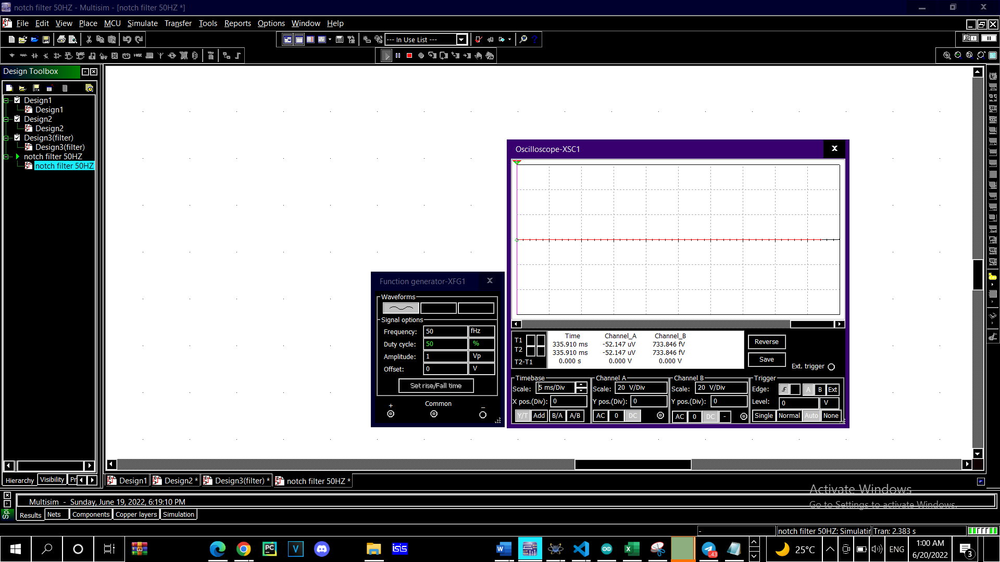 notch filter 50HZ - Multisim - [notch filter 50HZ *]
File Edit View Place MCU Simulate Transfer Tools Reports Options Window Help
--- In Use List ---
Design Toolbox
Design1
Design1
Design2
Design2
Design3(filter)
Design3(filter)
notch filter 50HZ
notch filter 50HZ
Hierarchy Visibility Pr
Oscilloscope-XSC1
Time Channel_A Channel_B
T1 335.910 ms -52.147 uV 733.846 fV
T2 335.910 ms -52.147 uV 733.846 fV
T2-T1 0.000 s 0.000 V 0.000 V
Reverse
Save
Ext. trigger
Timebase
Scale: 5 ms/Div
X pos.(Div): 0
Y/T Add B/A A/B
Channel A
Scale: 20 V/Div
Y pos.(Div): 0
AC 0 DC
Channel B
Scale: 20 V/Div
Y pos.(Div): 0
AC 0 DC -
Trigger
Edge: A B Ext
Level: 0 V
Single Normal Auto None
Function generator-XFG1
Waveforms
Signal options
Frequency: 50 fHz
Duty cycle: 50 %
Amplitude: 1 Vp
Offset: 0 V
Set rise/Fall time
+ Common −
Design1 Design2 * Design3(filter) * notch filter 50HZ *
Activate Windows
Go to Settings to activate Windows.
Multisim - Sunday, June 19, 2022, 6:19:10 PM
Results Nets Components Copper layers Simulation
- notch filter 50HZ: Simulatir Tran: 2.383 s
PC V isis W X 43
25°C ENG
1:00 AM
6/20/2022
3